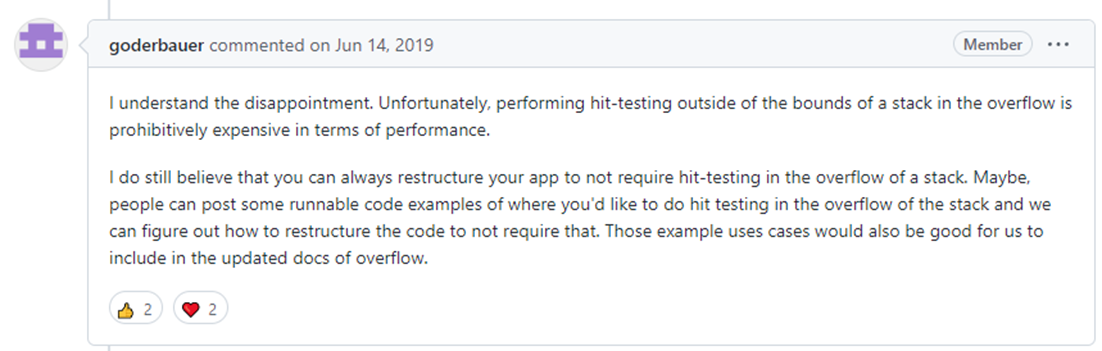 goderbauer commented on Jun 14, 2019
Member
I understand the disappointment. Unfortunately, performing hit-testing outside of the bounds of a stack in the overflow is
prohibitively expensive in terms of performance.
I do still believe that you can always restructure your app to not require hit-testing in the overflow of a stack. Maybe,
people can post some runnable code examples of where you'd like to do hit testing in the overflow of the stack and we
can figure out how to restructure the code to not require that. Those example uses cases would also be good for us to
include in the updated docs of overflow.
2
2